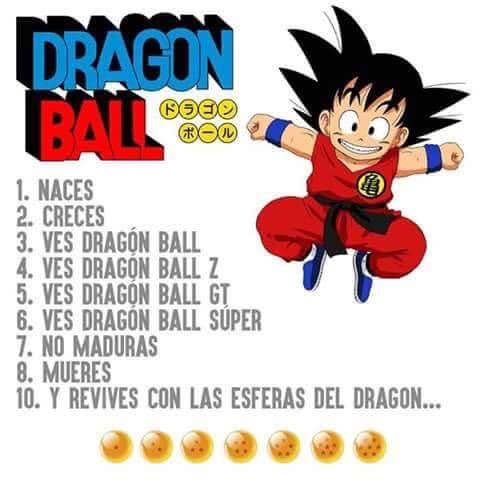 DRAGON
BALL
ドラゴン
ボール
1. NACES
2. CRECES
3. VES DRAGÓN BALL
4. VES DRAGÓN BALL Z
5. VES DRAGÓN BALL GT
6. VES DRAGÓN BALL SÚPER
7. NO MADURAS
8. MUERES
10. Y REVIVES CON LAS ESFERAS DEL DRAGON...